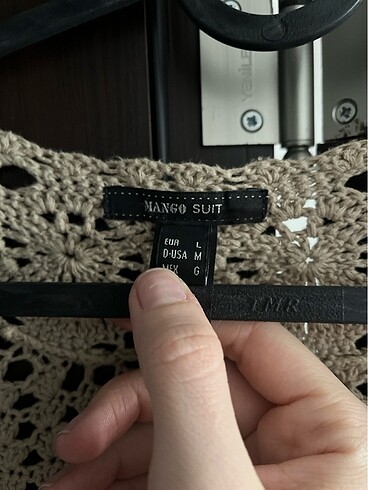 MANGO SUIT
EUR L
D-USA M
MEX G